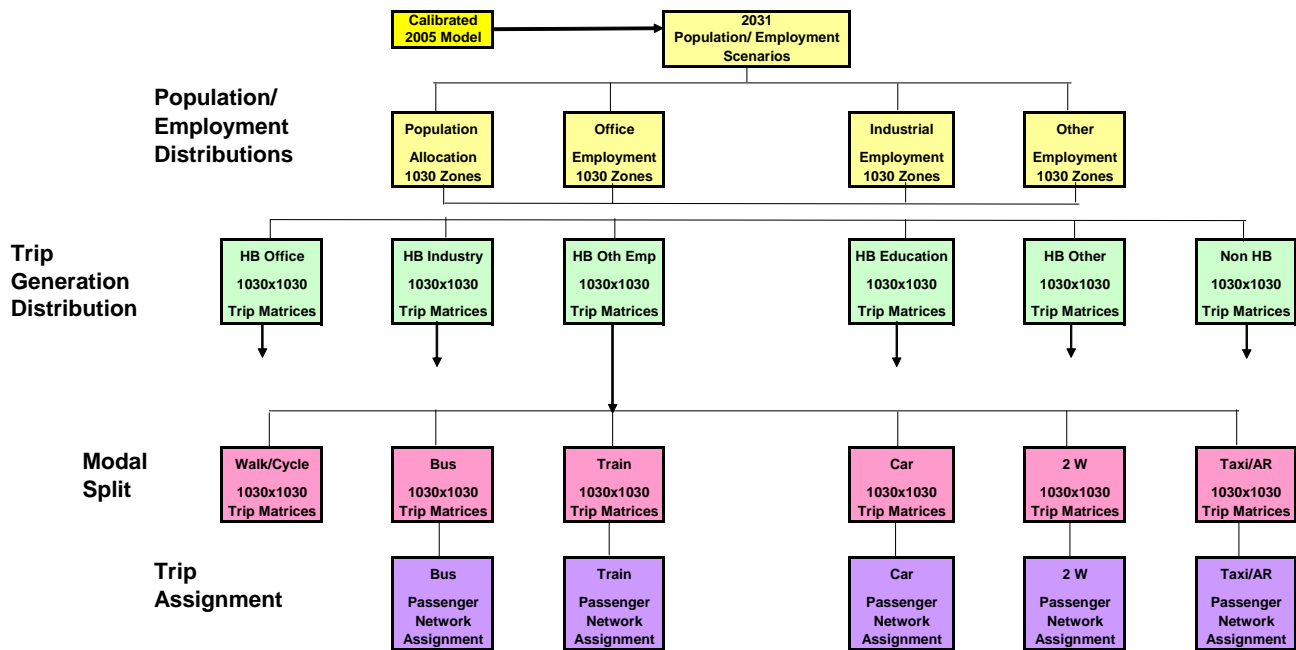 Calibrated
2005 Model
2031
Population/ Employment
Scenarios
Population/
Employment
Distributions
Population
Allocation
1030 Zones
Office
Employment
1030 Zones
Industrial
Employment
1030 Zones
Other
Employment
1030 Zones
Trip
Generation
Distribution
HB Office
1030x1030
Trip Matrices
HB Industry
1030x1030
Trip Matrices
HB Oth Emp
1030x1030
Trip Matrices
HB Education
1030x1030
Trip Matrices
HB Other
1030x1030
Trip Matrices
Non HB
1030x1030
Trip Matrices
Modal
Split
Walk/Cycle
1030x1030
Trip Matrices
Bus
1030x1030
Trip Matrices
Train
1030x1030
Trip Matrices
Car
1030x1030
Trip Matrices
2 W
1030x1030
Trip Matrices
Taxi/AR
1030x1030
Trip Matrices
Trip
Assignment
Bus
Passenger
Network
Assignment
Train
Passenger
Network
Assignment
Car
Passenger
Network
Assignment
2 W
Passenger
Network
Assignment
Taxi/AR
Passenger
Network
Assignment